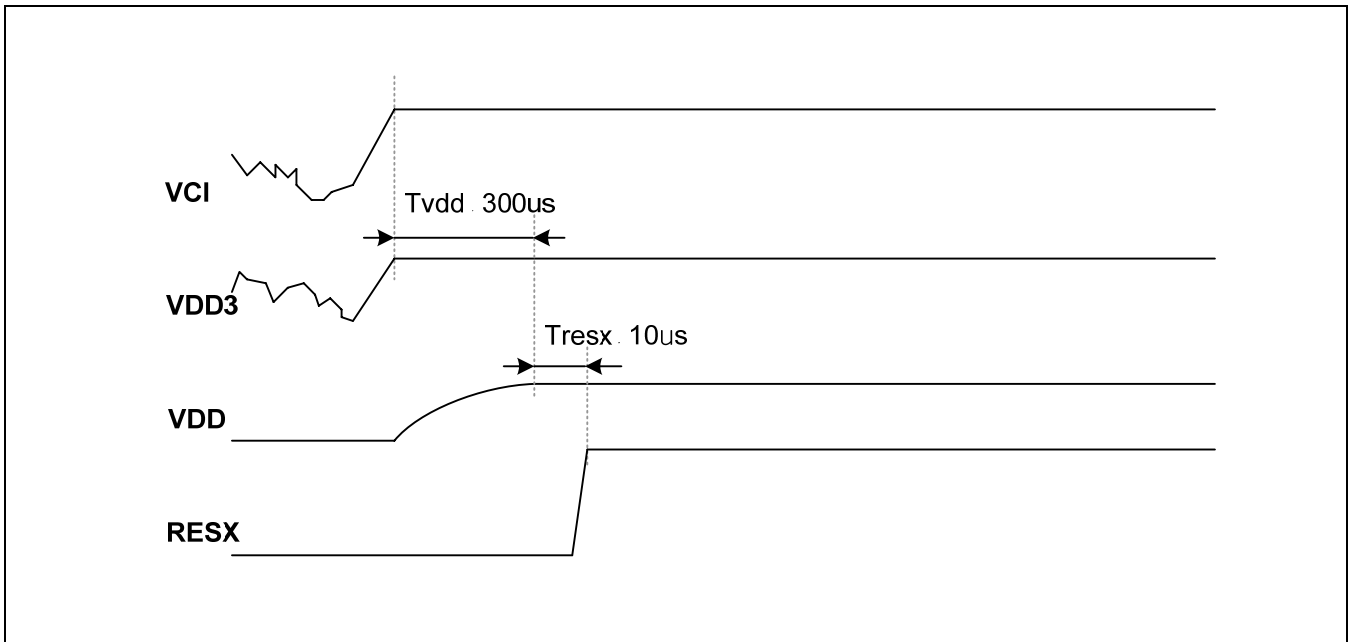 VCI
Tvdd . 300us
VDD3
Tresx . 10us
VDD
RESX